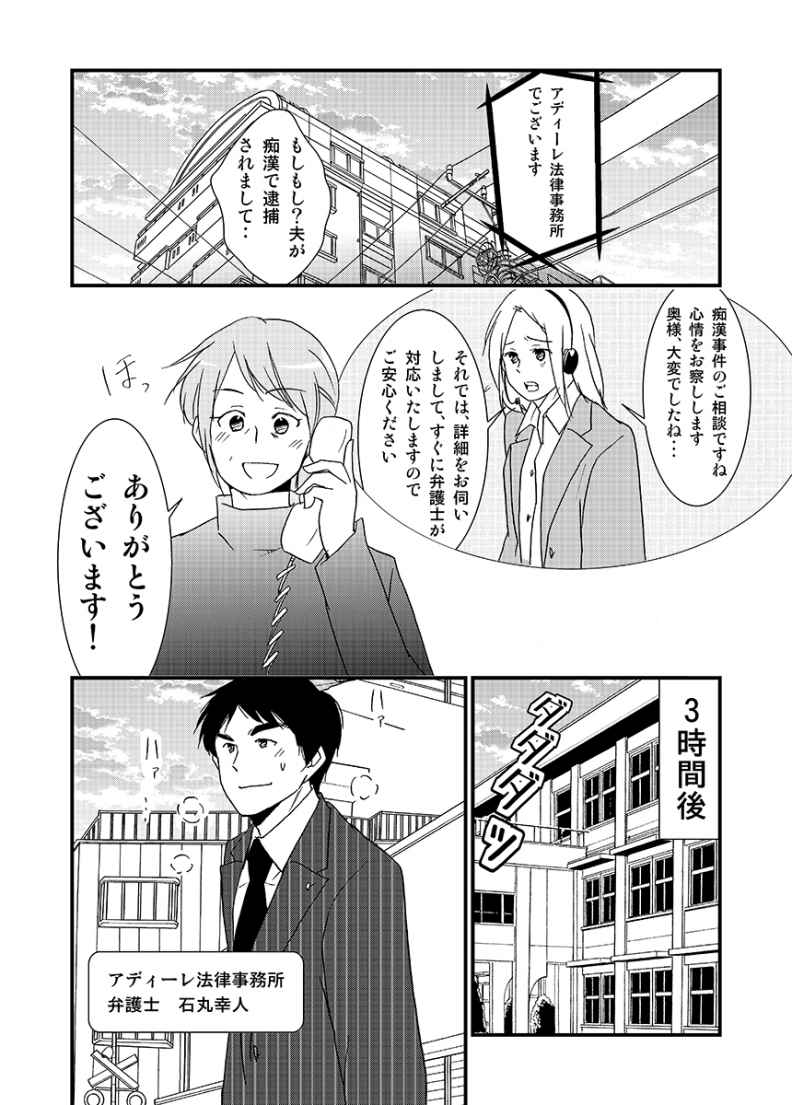 アディーレ法律事務所
でございます
もしもし?夫が
痴漢で逮捕
されまして・・
痴漢事件のご相談ですね
心情をお察しします
奥様、大変でしたね・・・
それでは、詳細をお伺い
しまして、すぐに弁護士が
対応いたしますので
ご安心ください
ほっ
ありがとう
ございます!
3時間後
ダダダッ
ハァ…
ハァ…
アディーレ法律事務所
弁護士 石丸幸人